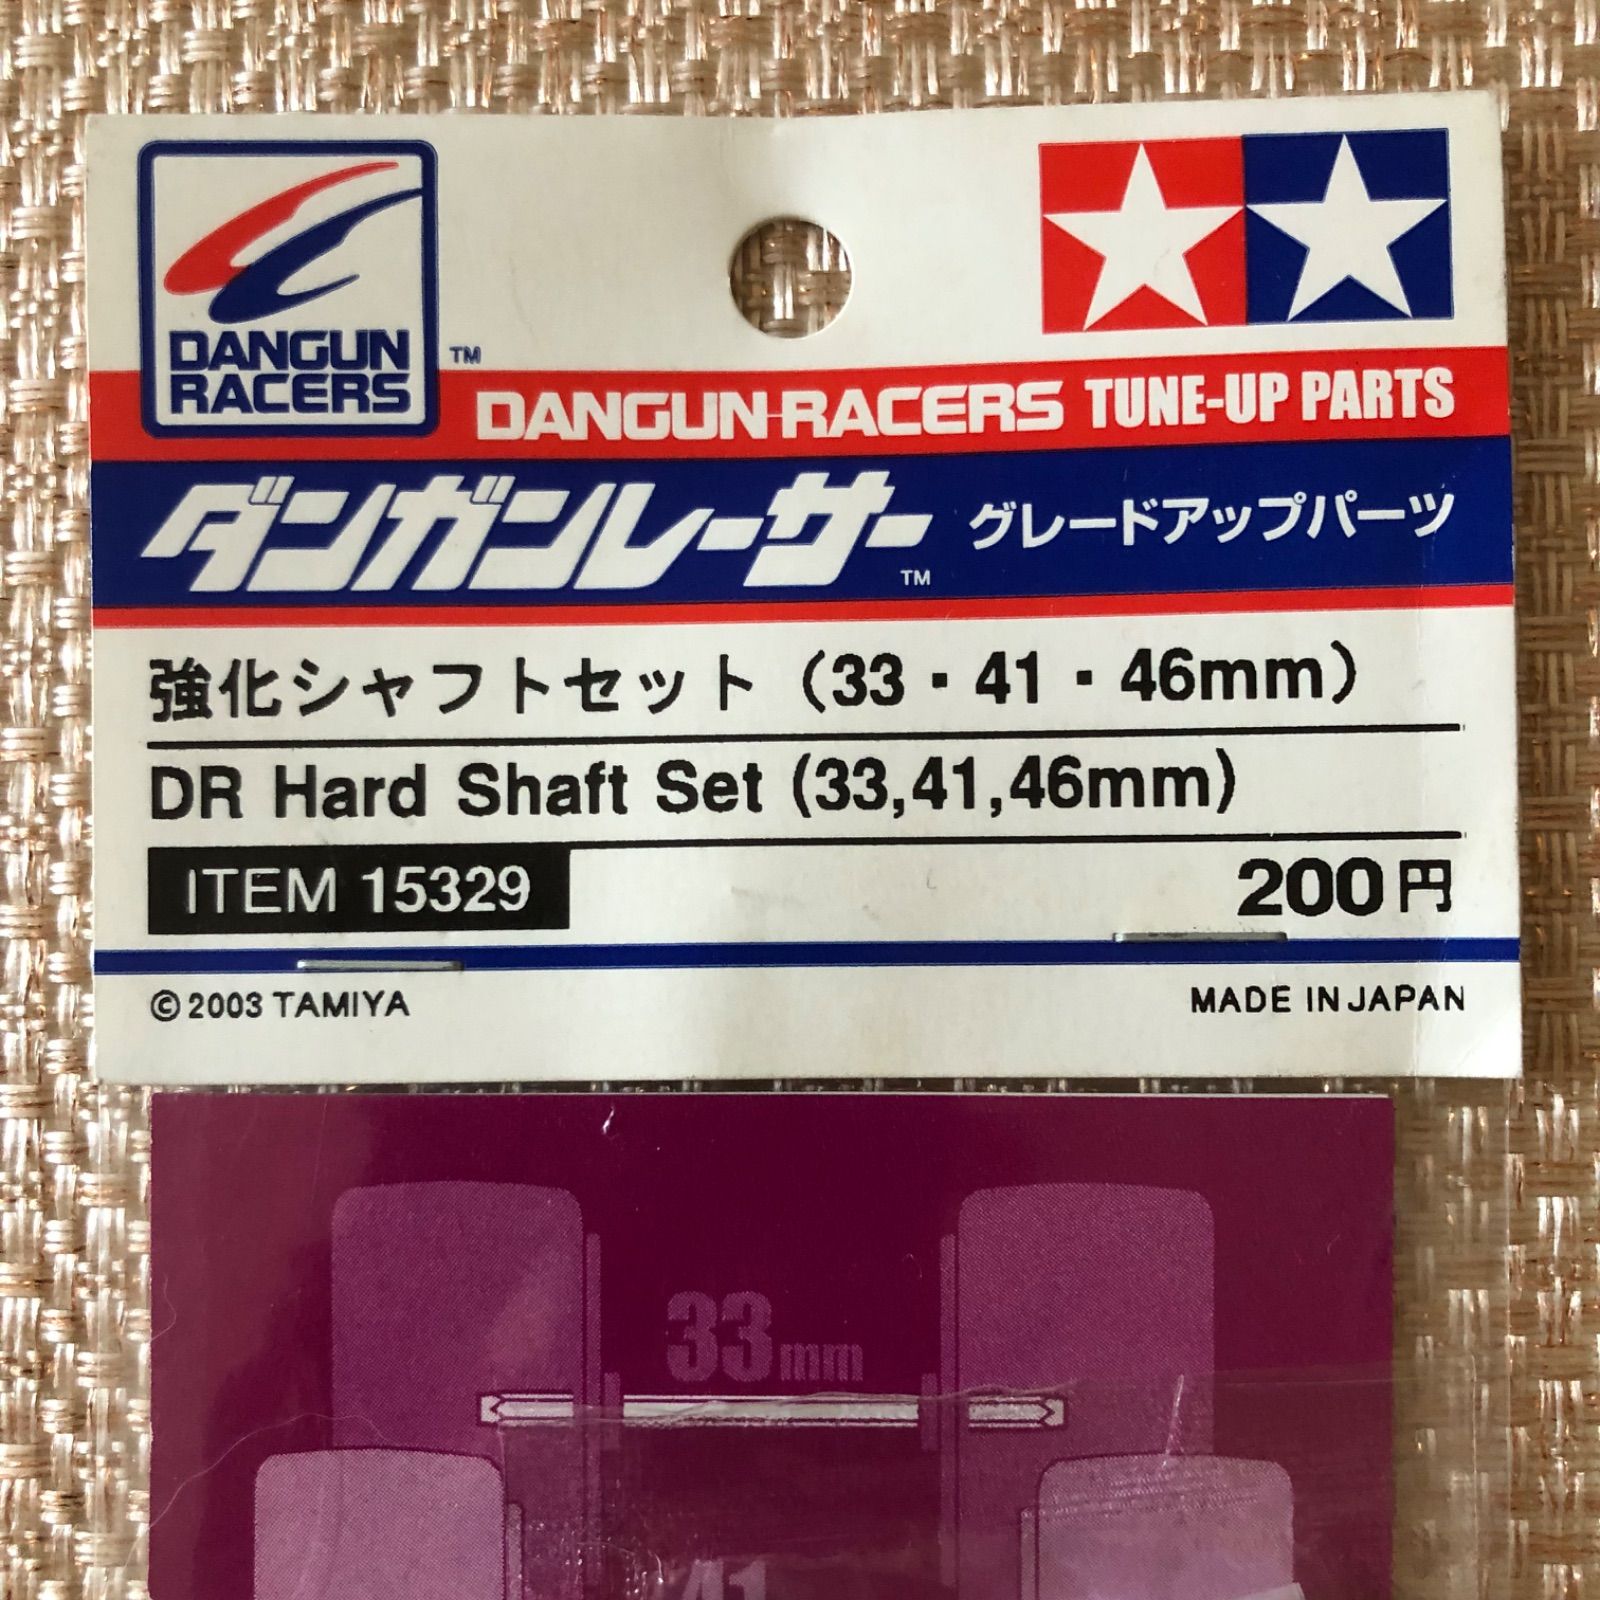 DANGUN
RACERS
TM
DANGUN-RACERS TUNE-UP PARTS
ダンガンレーサー TM グレードアップパーツ
強化シャフトセット（33・41・46mm）
DR Hard Shaft Set (33,41,46mm)
ITEM 15329 200円
©2003 TAMIYA MADE IN JAPAN
33mm
41